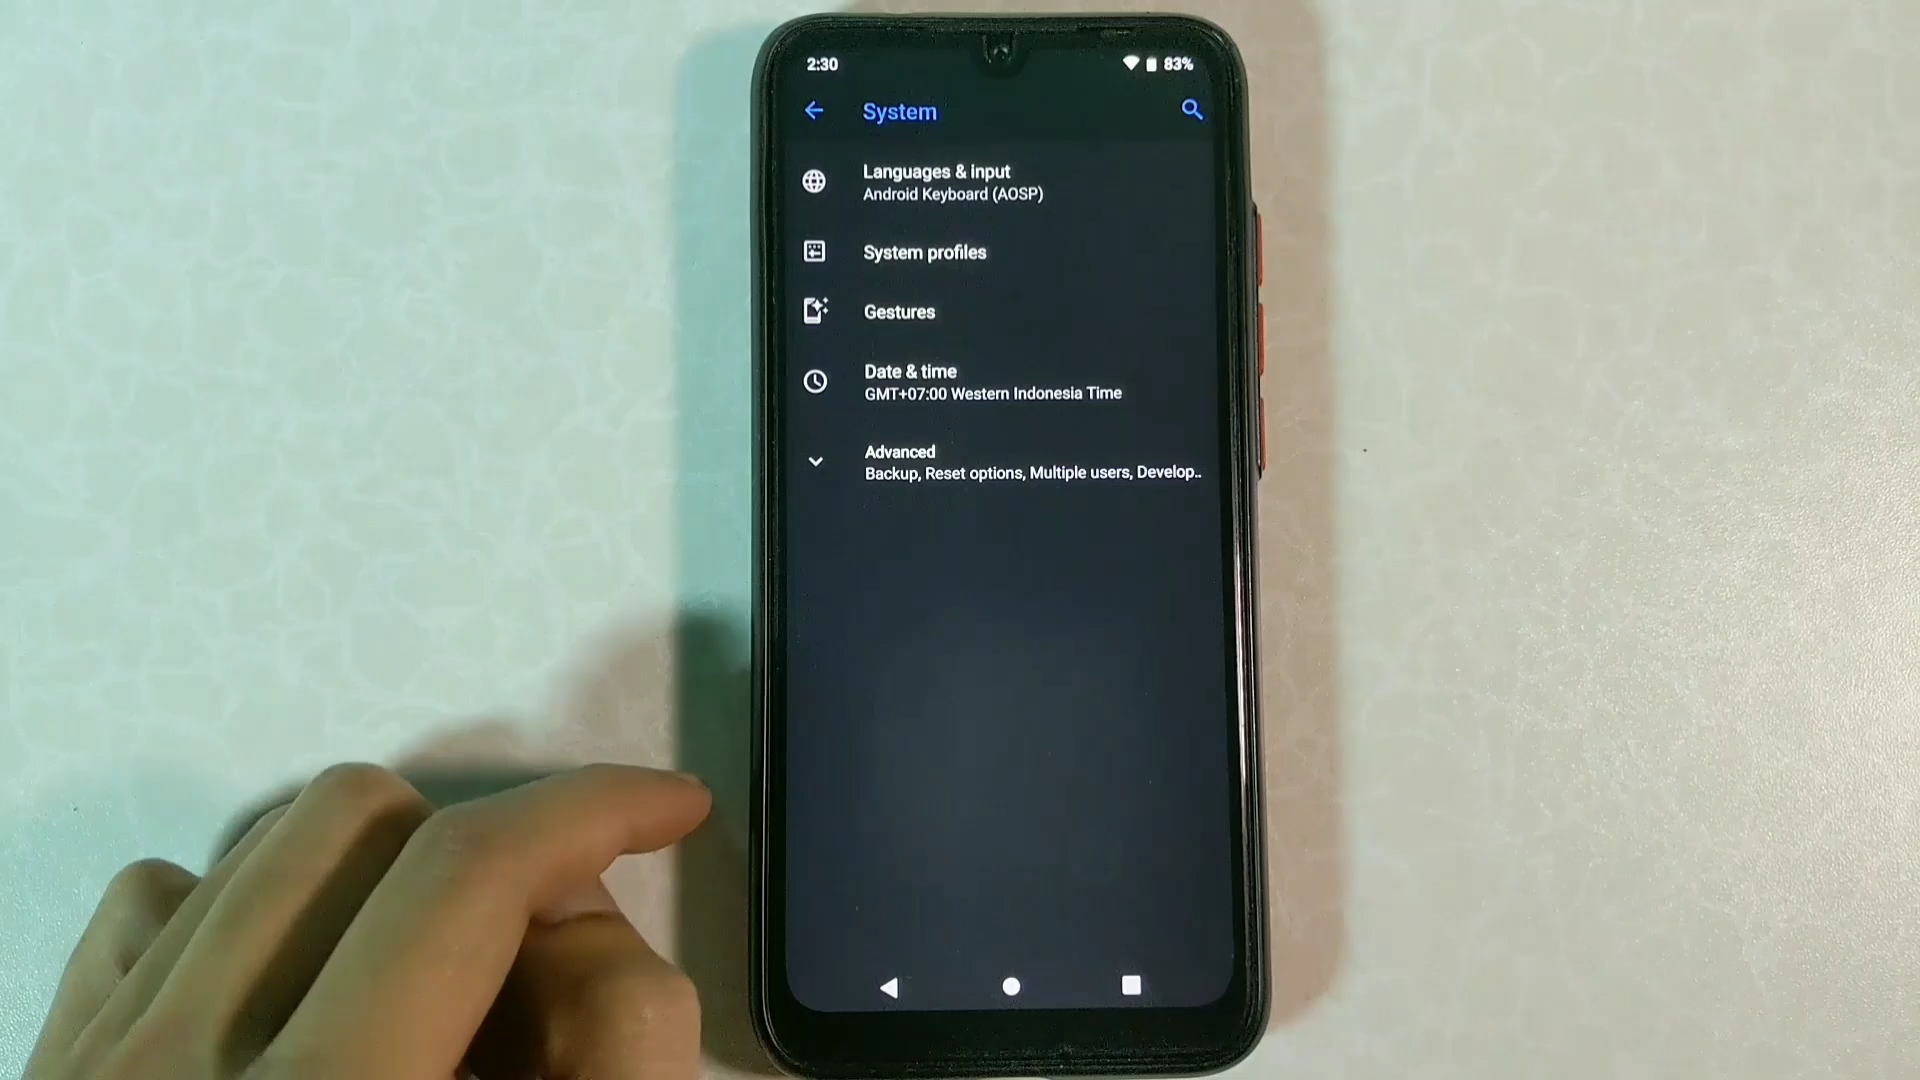 2:30
83%
System
Languages & input
Android Keyboard (AOSP)
System profiles
Gestures
Date & time
GMT+07:00 Western Indonesia Time
Advanced
Backup, Reset options, Multiple users, Develop..